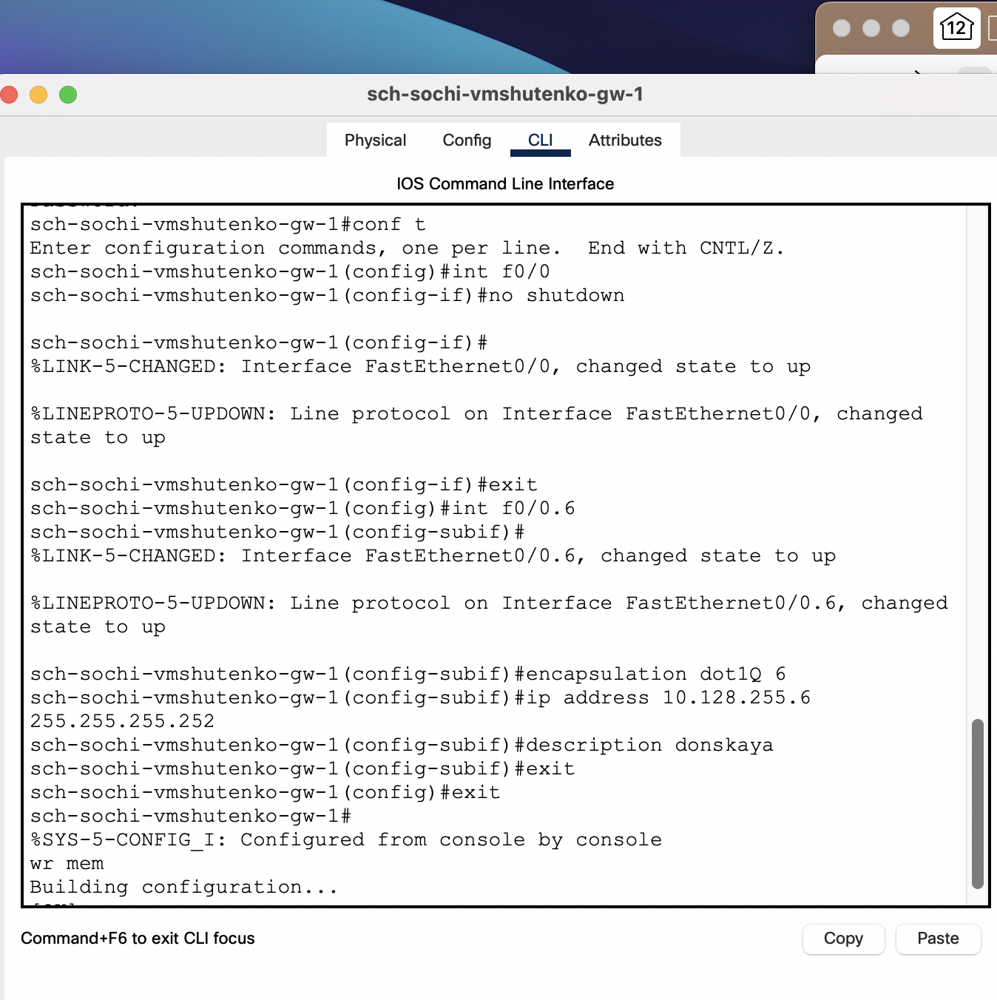 12
sch-sochi-vmshutenko-gw-1
Physical Config CLI Attributes
IOS Command Line Interface
sch-sochi-vmshutenko-gw-1#conf t
Enter configuration commands, one per line.  End with CNTL/Z.
sch-sochi-vmshutenko-gw-1(config)#int f0/0
sch-sochi-vmshutenko-gw-1(config-if)#no shutdown
sch-sochi-vmshutenko-gw-1(config-if)#
%LINK-5-CHANGED: Interface FastEthernet0/0, changed state to up
%LINEPROTO-5-UPDOWN: Line protocol on Interface FastEthernet0/0, changed
state to up
sch-sochi-vmshutenko-gw-1(config-if)#exit
sch-sochi-vmshutenko-gw-1(config)#int f0/0.6
sch-sochi-vmshutenko-gw-1(config-subif)#
%LINK-5-CHANGED: Interface FastEthernet0/0.6, changed state to up
%LINEPROTO-5-UPDOWN: Line protocol on Interface FastEthernet0/0.6, changed
state to up
sch-sochi-vmshutenko-gw-1(config-subif)#encapsulation dot1Q 6
sch-sochi-vmshutenko-gw-1(config-subif)#ip address 10.128.255.6
255.255.255.252
sch-sochi-vmshutenko-gw-1(config-subif)#description donskaya
sch-sochi-vmshutenko-gw-1(config-subif)#exit
sch-sochi-vmshutenko-gw-1(config)#exit
sch-sochi-vmshutenko-gw-1#
%SYS-5-CONFIG_I: Configured from console by console
wr mem
Building configuration...
Command+F6 to exit CLI focus
Copy Paste